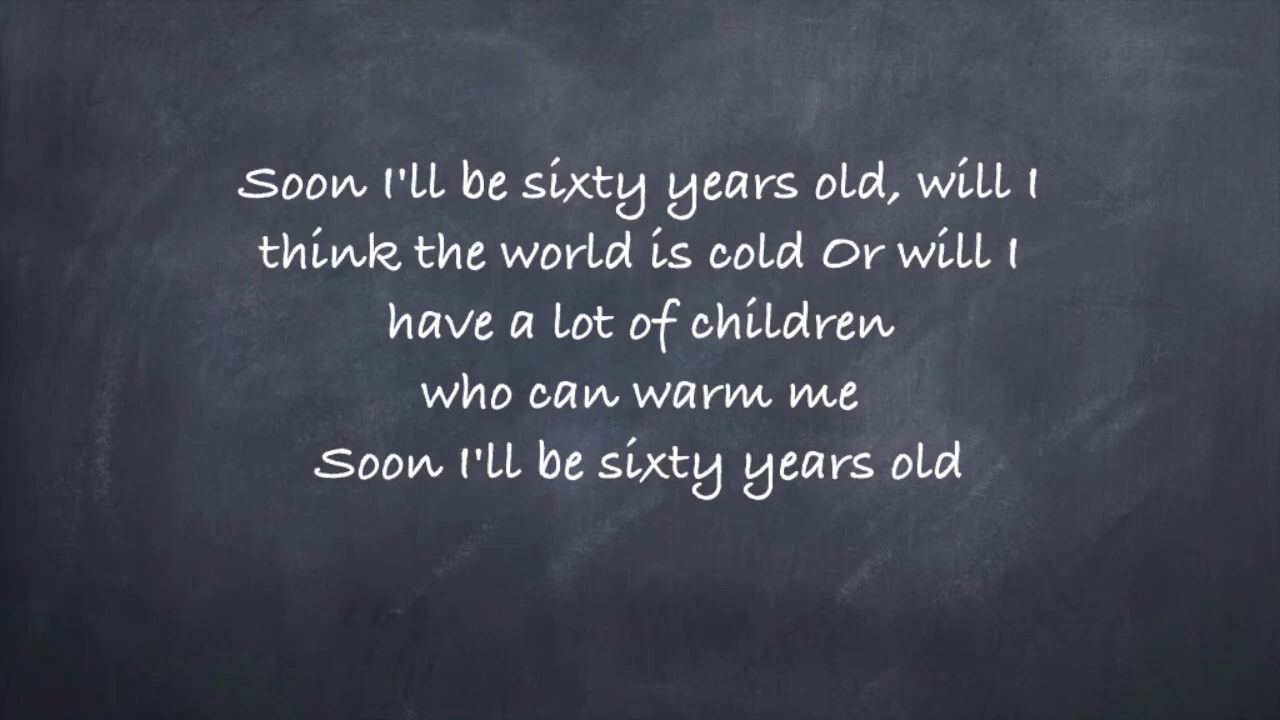 Soon I'll be sixty years old, will I
think the world is cold Or will I
have a lot of children
who can warm me
Soon I'll be sixty years old